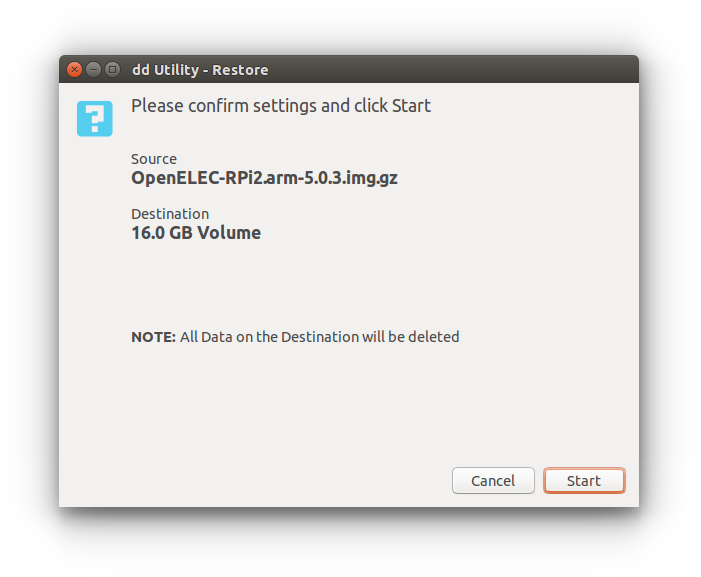 dd Utility - Restore
Please confirm settings and click Start
Source
OpenELEC-RPi2.arm-5.0.3.img.gz
Destination
16.0 GB Volume
NOTE: All Data on the Destination will be deleted
Cancel Start